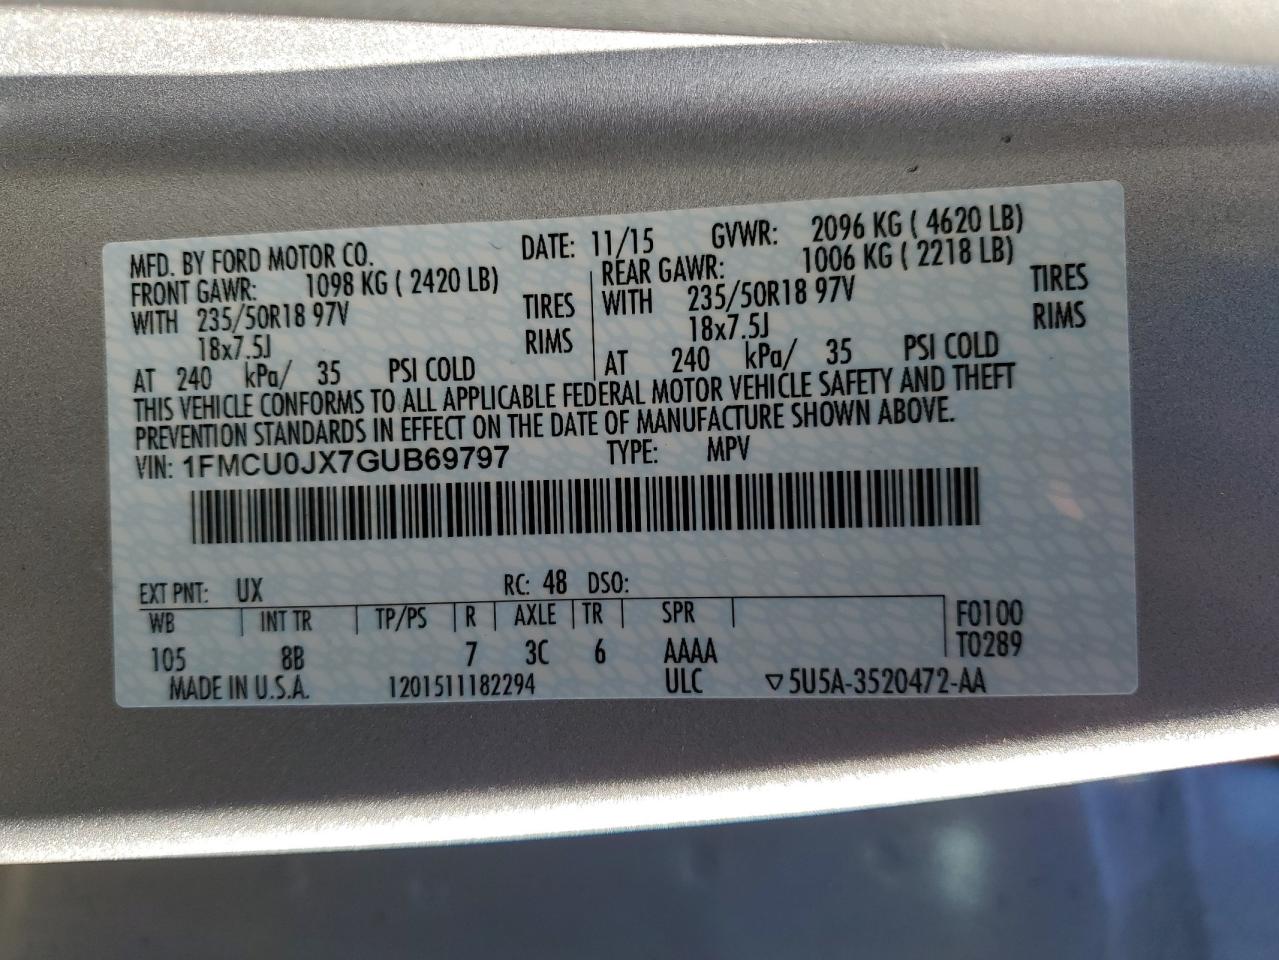 MFD. BY FORD MOTOR CO. DATE: 11/15 GVWR: 2096 KG ( 4620 LB)
FRONT GAWR: 1098 KG ( 2420 LB) REAR GAWR: 1006 KG ( 2218 LB)
WITH 235/50R18 97V TIRES WITH 235/50R18 97V TIRES
18x7.5J RIMS 18x7.5J RIMS
AT 240 kPa/ 35 PSI COLD AT 240 kPa/ 35 PSI COLD
THIS VEHICLE CONFORMS TO ALL APPLICABLE FEDERAL MOTOR VEHICLE SAFETY AND THEFT
PREVENTION STANDARDS IN EFFECT ON THE DATE OF MANUFACTURE SHOWN ABOVE.
VIN: 1FMCU0JX7GUB69797 TYPE: MPV
EXT PNT: UX RC: 48 DSO:
WB INT TR TP/PS R AXLE TR SPR F0100
105 8B 7 3C 6 AAAA T0289
MADE IN U.S.A. 1201511182294 ULC ▽5U5A-3520472-AA